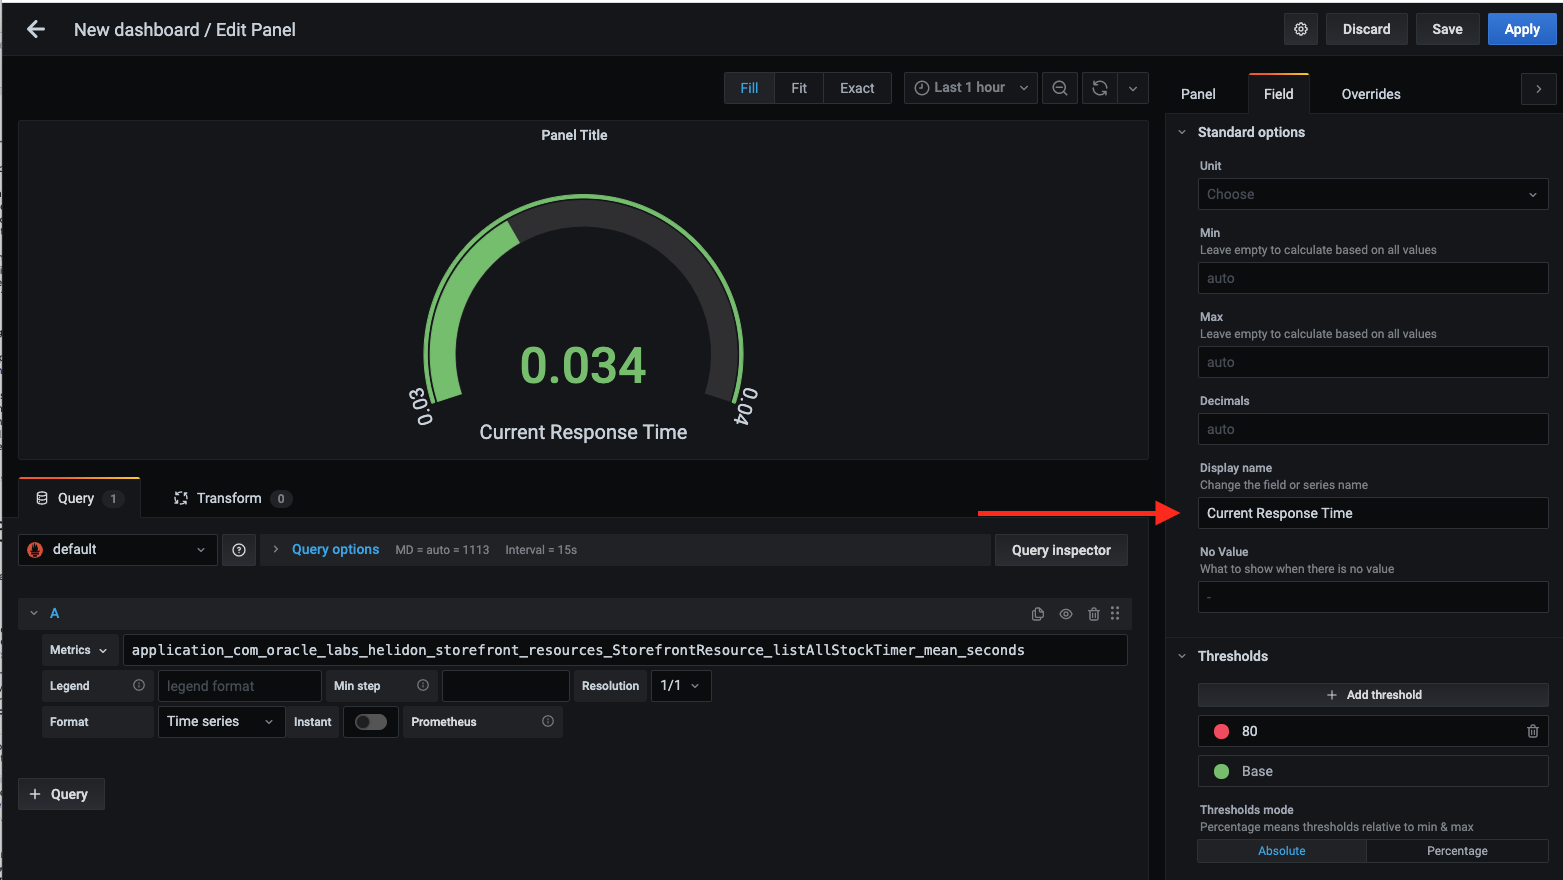 New dashboard / Edit Panel
Discard
Save
Apply
Fill
Fit
Exact
Last 1 hour
Panel
Field
Overrides
Panel Title
0.034
0.03
0.04
Current Response Time
Standard options
Unit
Choose
Min
Leave empty to calculate based on all values
auto
Max
Leave empty to calculate based on all values
auto
Decimals
auto
Display name
Change the field or series name
Current Response Time
No Value
What to show when there is no value
-
Thresholds
+ Add threshold
80
Base
Thresholds mode
Percentage means thresholds relative to min & max
Absolute
Percentage
Query 1
Transform 0
default
Query options
MD = auto = 1113
Interval = 15s
Query inspector
A
Metrics
application_com_oracle_labs_helidon_storefront_resources_StorefrontResource_listAllStockTimer_mean_seconds
Legend
legend format
Min step
Resolution
1/1
Format
Time series
Instant
Prometheus
+ Query